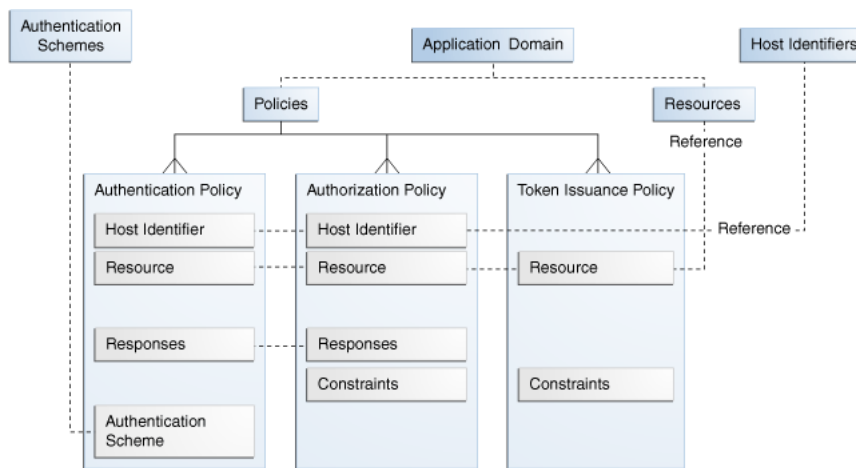 Authentication
Schemes
Application Domain
Host Identifiers
Policies
Resources
Reference
Authentication Policy
Authorization Policy
Token Issuance Policy
Host Identifier
Host Identifier
Reference
Resource
Resource
Resource
Responses
Responses
Constraints
Constraints
Authentication
Scheme